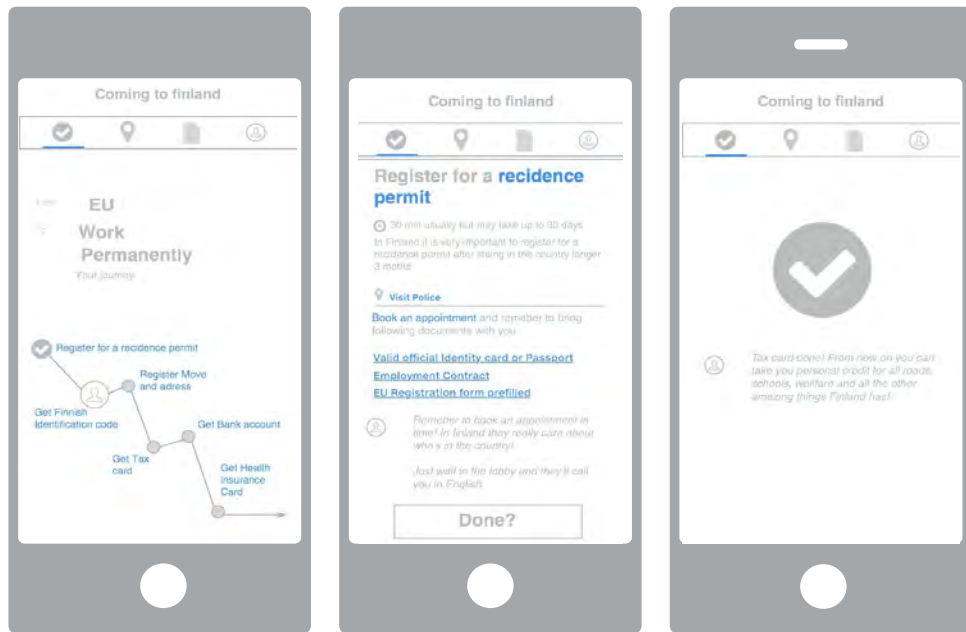 Coming to finland
EU
Work
Permanently
Your journey
Register for a recidence permit
Register Move
and adress
Get Finnish
Identification code
Get Bank account
Get Tax
card
Get Health
Insurance
Card
Coming to finland
Register for a recidence
permit
30 min usually but may take up to 30 days
In Finland it is very important to register for a
recidence permit after staing in the country longer
3 moths
Visit Police
Book an appointment and remeber to bring
following documents with you
Valid official Identity card or Passport
Employment Contract
EU Registration form prefilled
Remeber to book an appointment in
time! In finland they really care about
who's in the country!
Just wait in the lobby and they'll call
you in English
Done?
Coming to finland
Tax card done! From now on you can
take you personal credit for all roads,
schools, wellfare and all the other
amazing things Finland has!